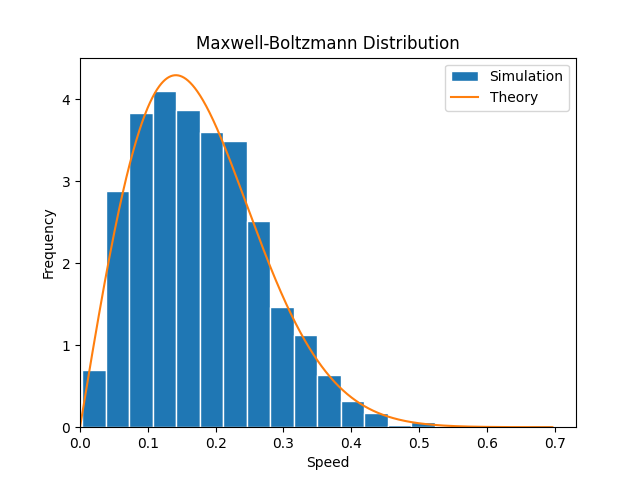 Maxwell-Boltzmann Distribution
Simulation
Theory
Frequency
4
3
2
1
0
0.0 0.1 0.2 0.3 0.4 0.5 0.6 0.7
Speed